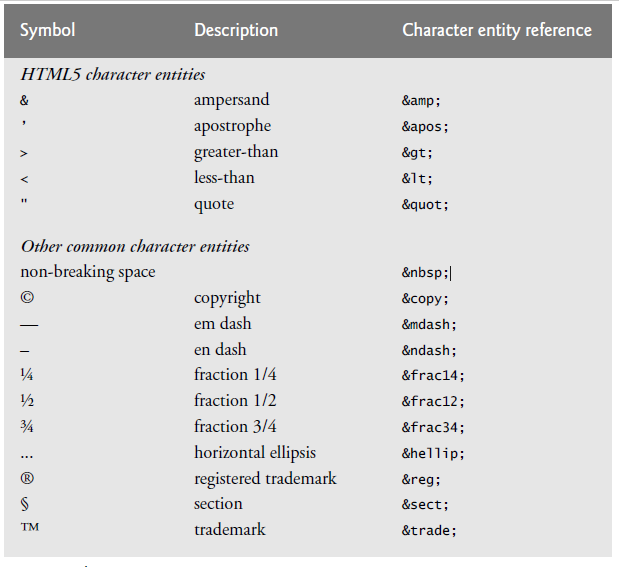 Symbol Description Character entity reference
HTML5 character entities
& ampersand &amp;
’ apostrophe &apos;
> greater-than &gt;
< less-than &lt;
" quote &quot;
Other common character entities
non-breaking space &nbsp;
© copyright &copy;
— em dash &mdash;
– en dash &ndash;
¼ fraction 1/4 &frac14;
½ fraction 1/2 &frac12;
¾ fraction 3/4 &frac34;
... horizontal ellipsis &hellip;
® registered trademark &reg;
§ section &sect;
™ trademark &trade;